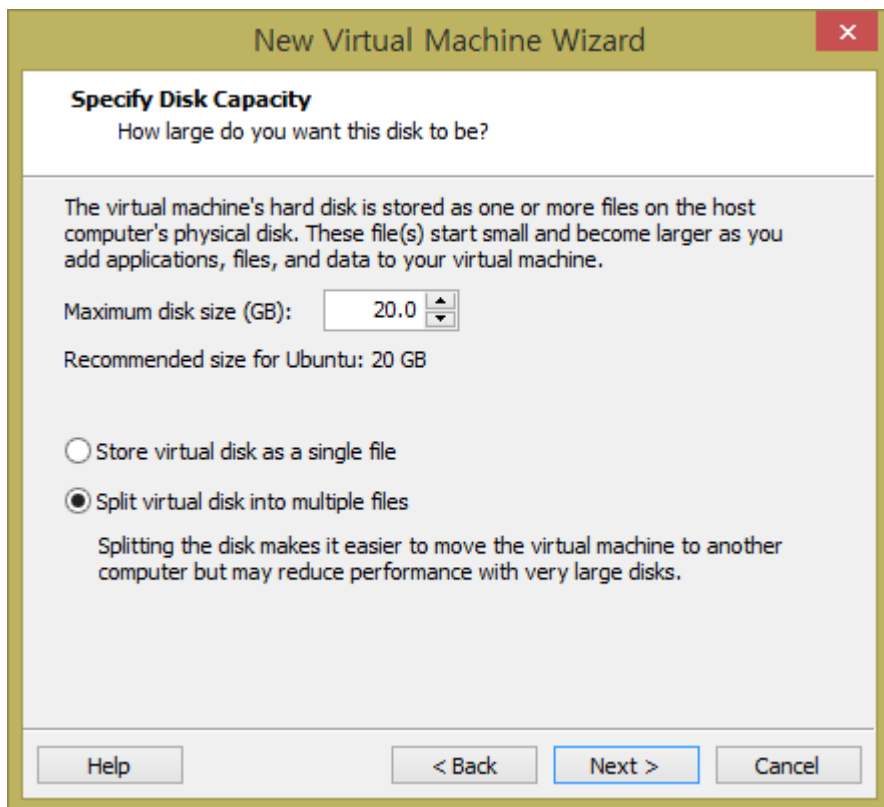 New Virtual Machine Wizard
Specify Disk Capacity
How large do you want this disk to be?
The virtual machine's hard disk is stored as one or more files on the host
computer's physical disk. These file(s) start small and become larger as you
add applications, files, and data to your virtual machine.
Maximum disk size (GB): 20.0
Recommended size for Ubuntu: 20 GB
Store virtual disk as a single file
Split virtual disk into multiple files
Splitting the disk makes it easier to move the virtual machine to another
computer but may reduce performance with very large disks.
Help < Back Next > Cancel